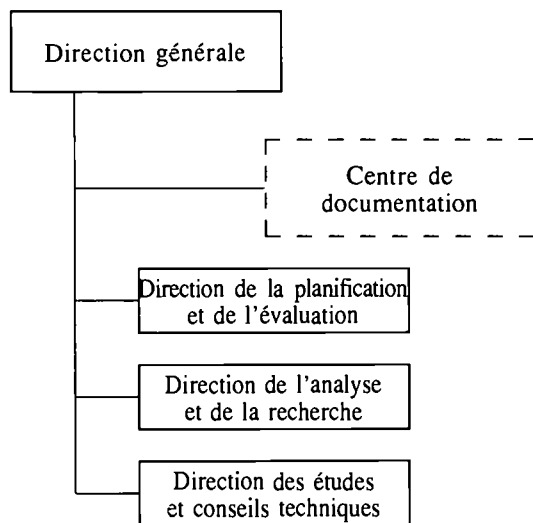 Direction générale
Centre de
documentation
Direction de la planification
et de l'évaluation
Direction de l'analyse
et de la recherche
Direction des études
et conseils techniques